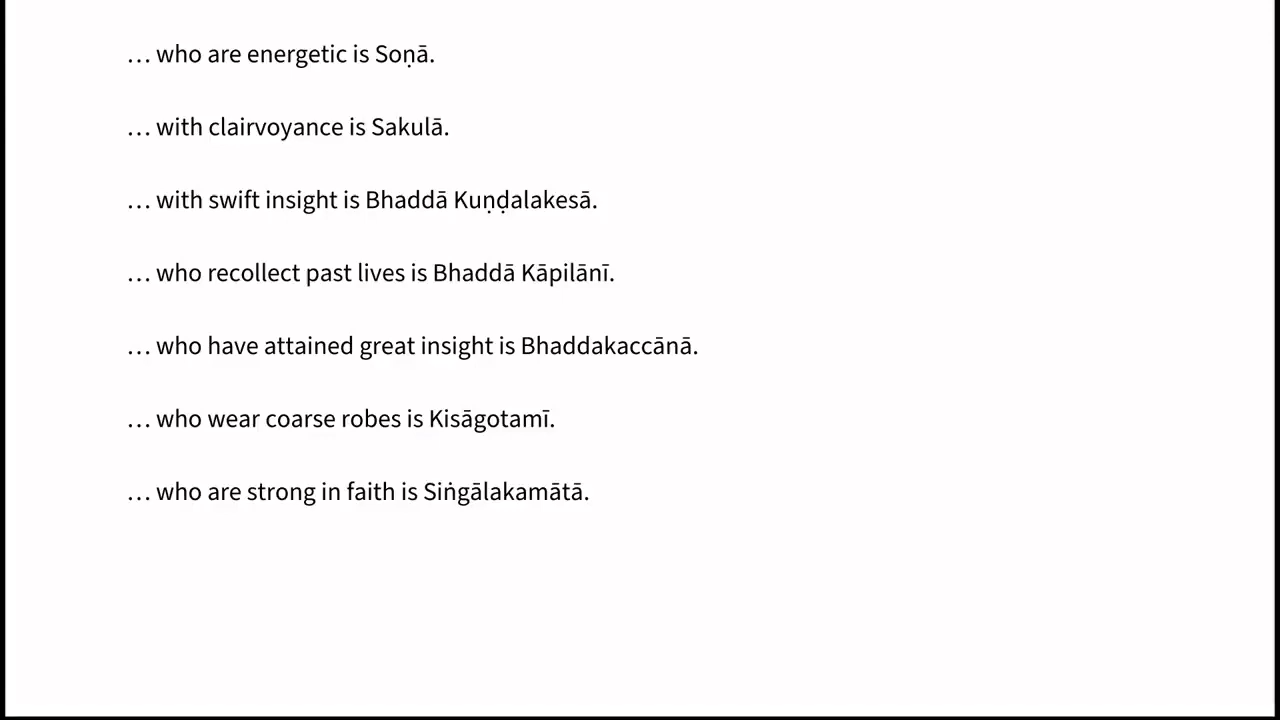 … who are energetic is Soṇā.
… with clairvoyance is Sakulā.
… with swift insight is Bhaddā Kuṇḍalakesā.
… who recollect past lives is Bhaddā Kāpilānī.
… who have attained great insight is Bhaddakaccānā.
… who wear coarse robes is Kisāgotamī.
… who are strong in faith is Siṅgālakamātā.